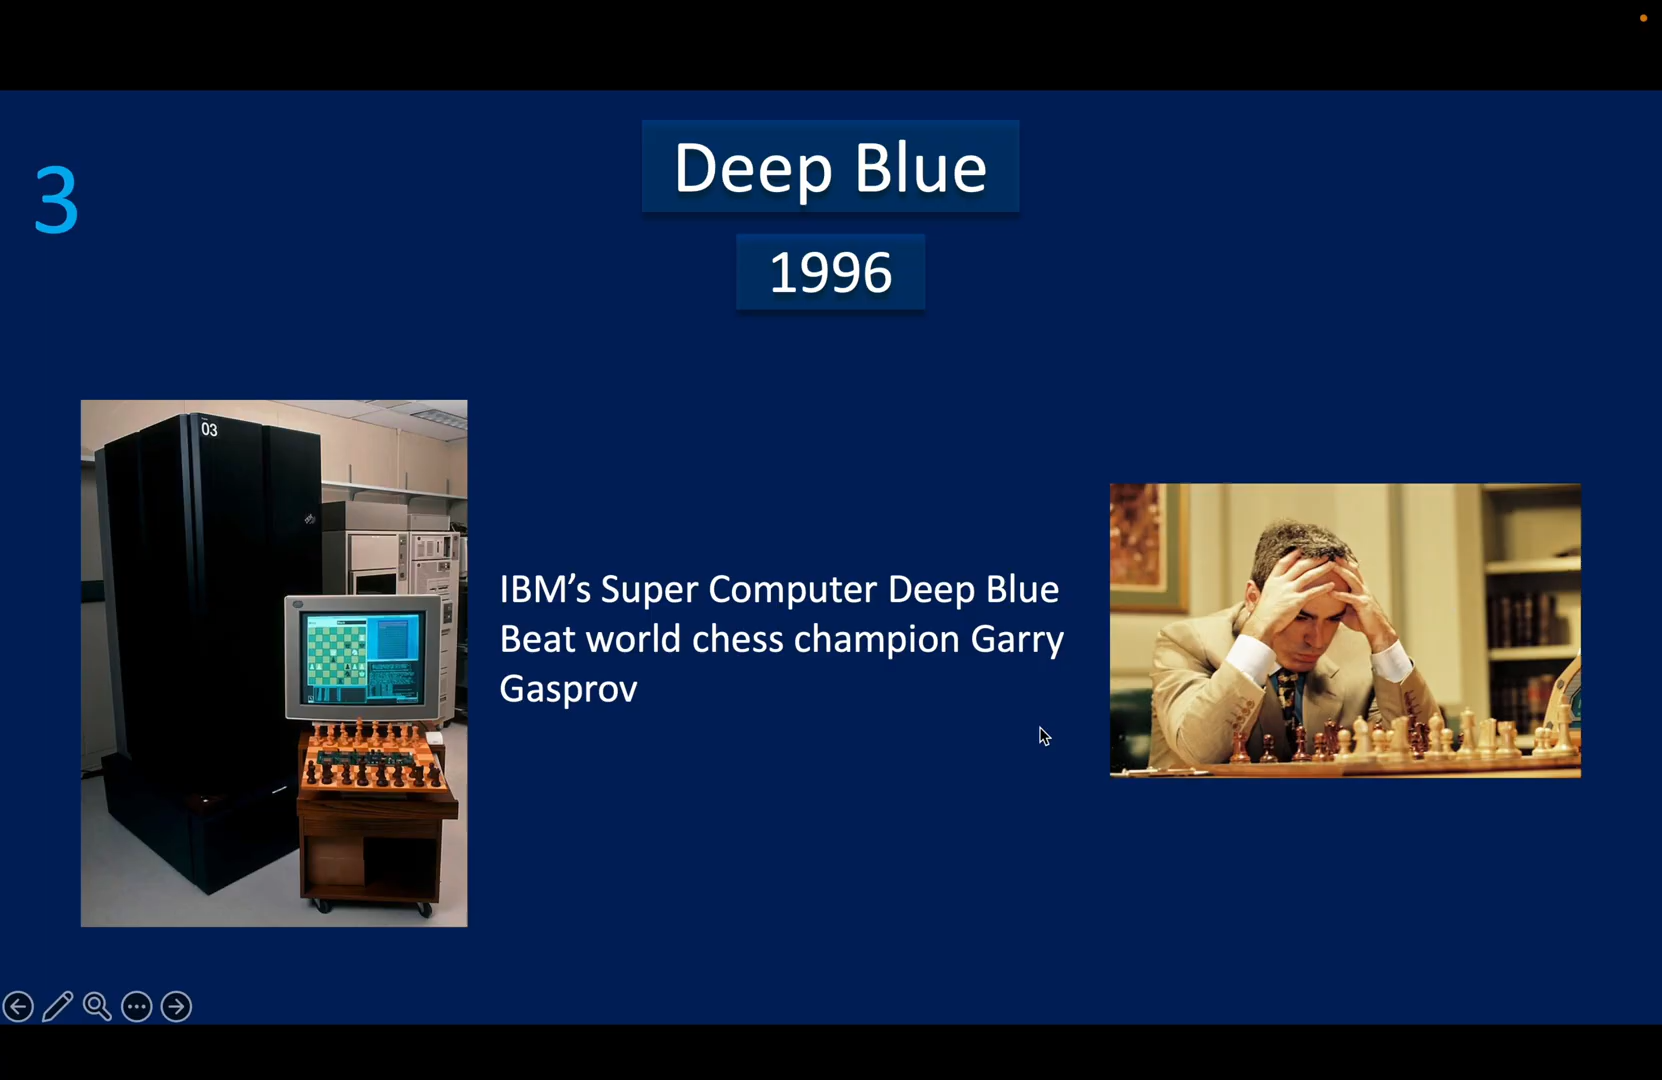 3
Deep Blue
1996
03
IBM’s Super Computer Deep Blue
Beat world chess champion Garry
Gasprov